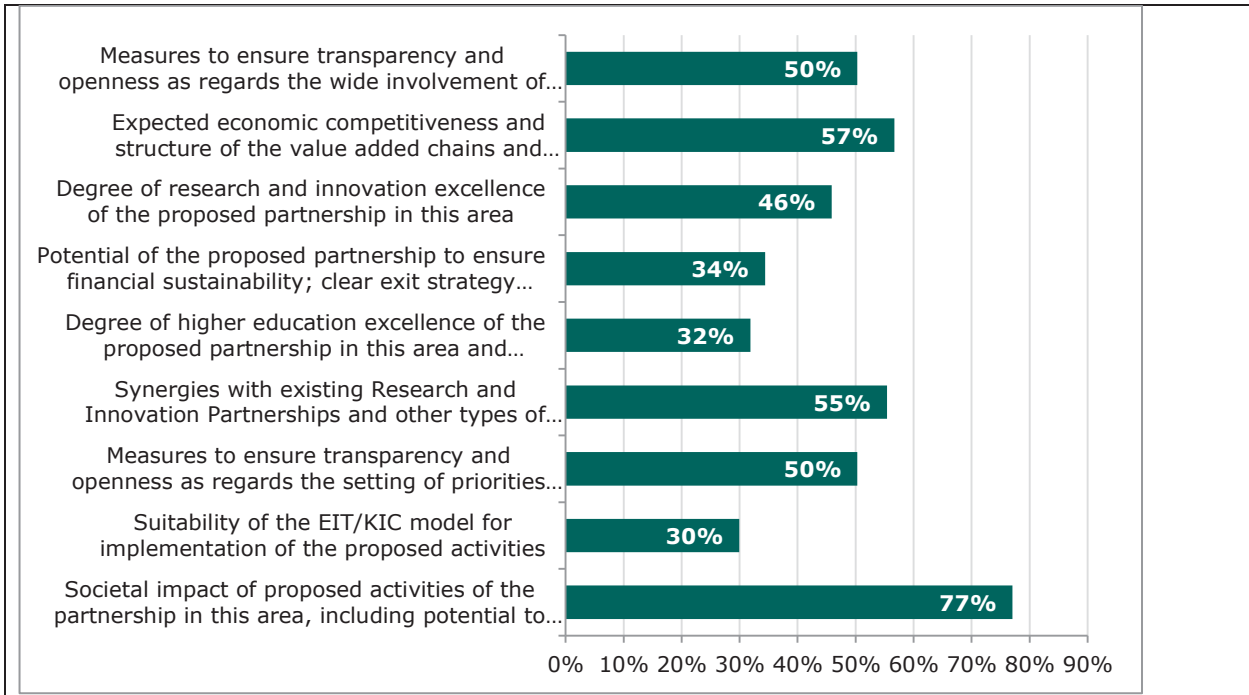 Measures to ensure transparency and
openness as regards the wide involvement of…
50%
Expected economic competitiveness and
structure of the value added chains and…
57%
Degree of research and innovation excellence
of the proposed partnership in this area
46%
Potential of the proposed partnership to ensure
financial sustainability; clear exit strategy…
34%
Degree of higher education excellence of the
proposed partnership in this area and…
32%
Synergies with existing Research and
Innovation Partnerships and other types of…
55%
Measures to ensure transparency and
openness as regards the setting of priorities…
50%
Suitability of the EIT/KIC model for
implementation of the proposed activities
30%
Societal impact of proposed activities of the
partnership in this area, including potential to…
77%
0% 10% 20% 30% 40% 50% 60% 70% 80% 90%